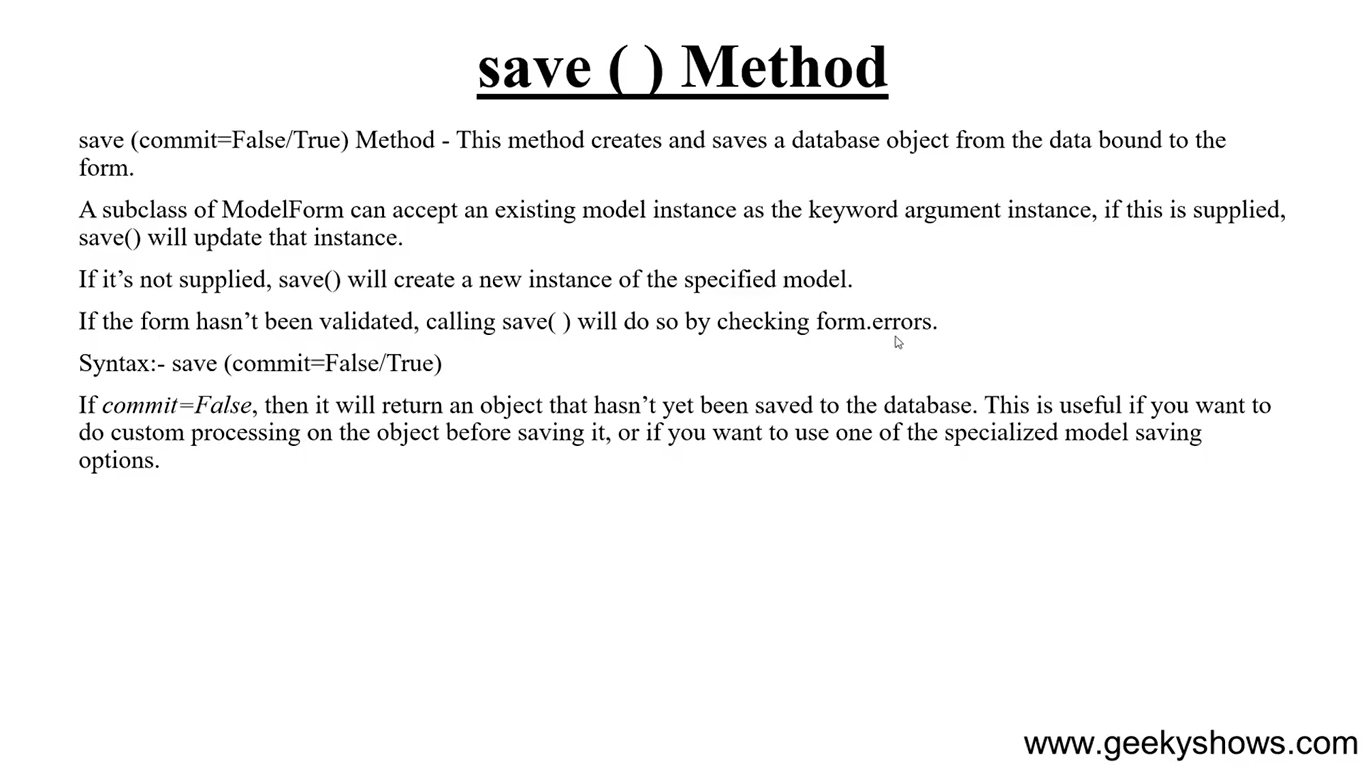 save ( ) Method
save (commit=False/True) Method - This method creates and saves a database object from the data bound to the
form.
A subclass of ModelForm can accept an existing model instance as the keyword argument instance, if this is supplied,
save() will update that instance.
If it’s not supplied, save() will create a new instance of the specified model.
If the form hasn’t been validated, calling save( ) will do so by checking form.errors.
Syntax:- save (commit=False/True)
If commit=False, then it will return an object that hasn’t yet been saved to the database. This is useful if you want to
do custom processing on the object before saving it, or if you want to use one of the specialized model saving
options.
www.geekyshows.com